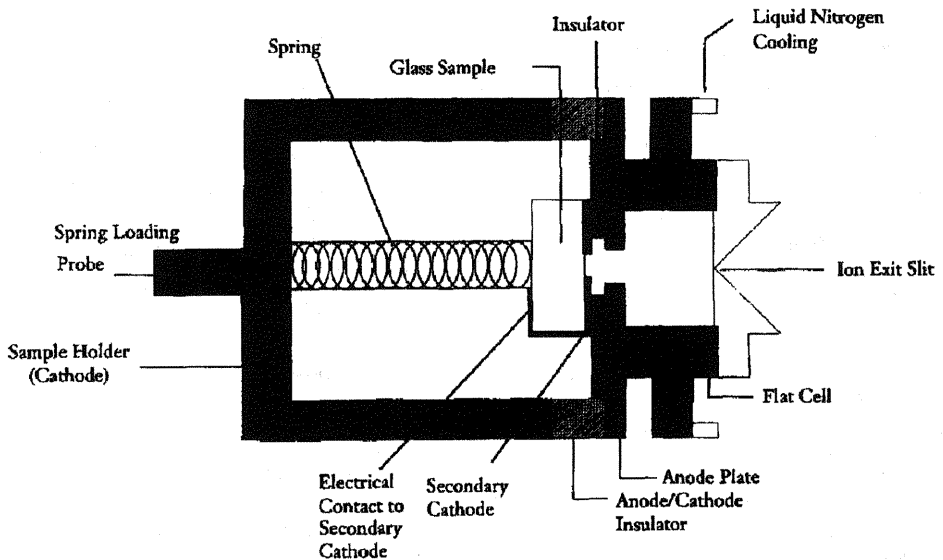 Insulator
Liquid Nitrogen
Cooling
Spring
Glass Sample
Spring Loading
Probe
Ion Exit Slit
Sample Holder
(Cathode)
Flat Cell
Electrical
Contact to
Secondary
Cathode
Secondary
Cathode
Anode Plate
Anode/Cathode
Insulator